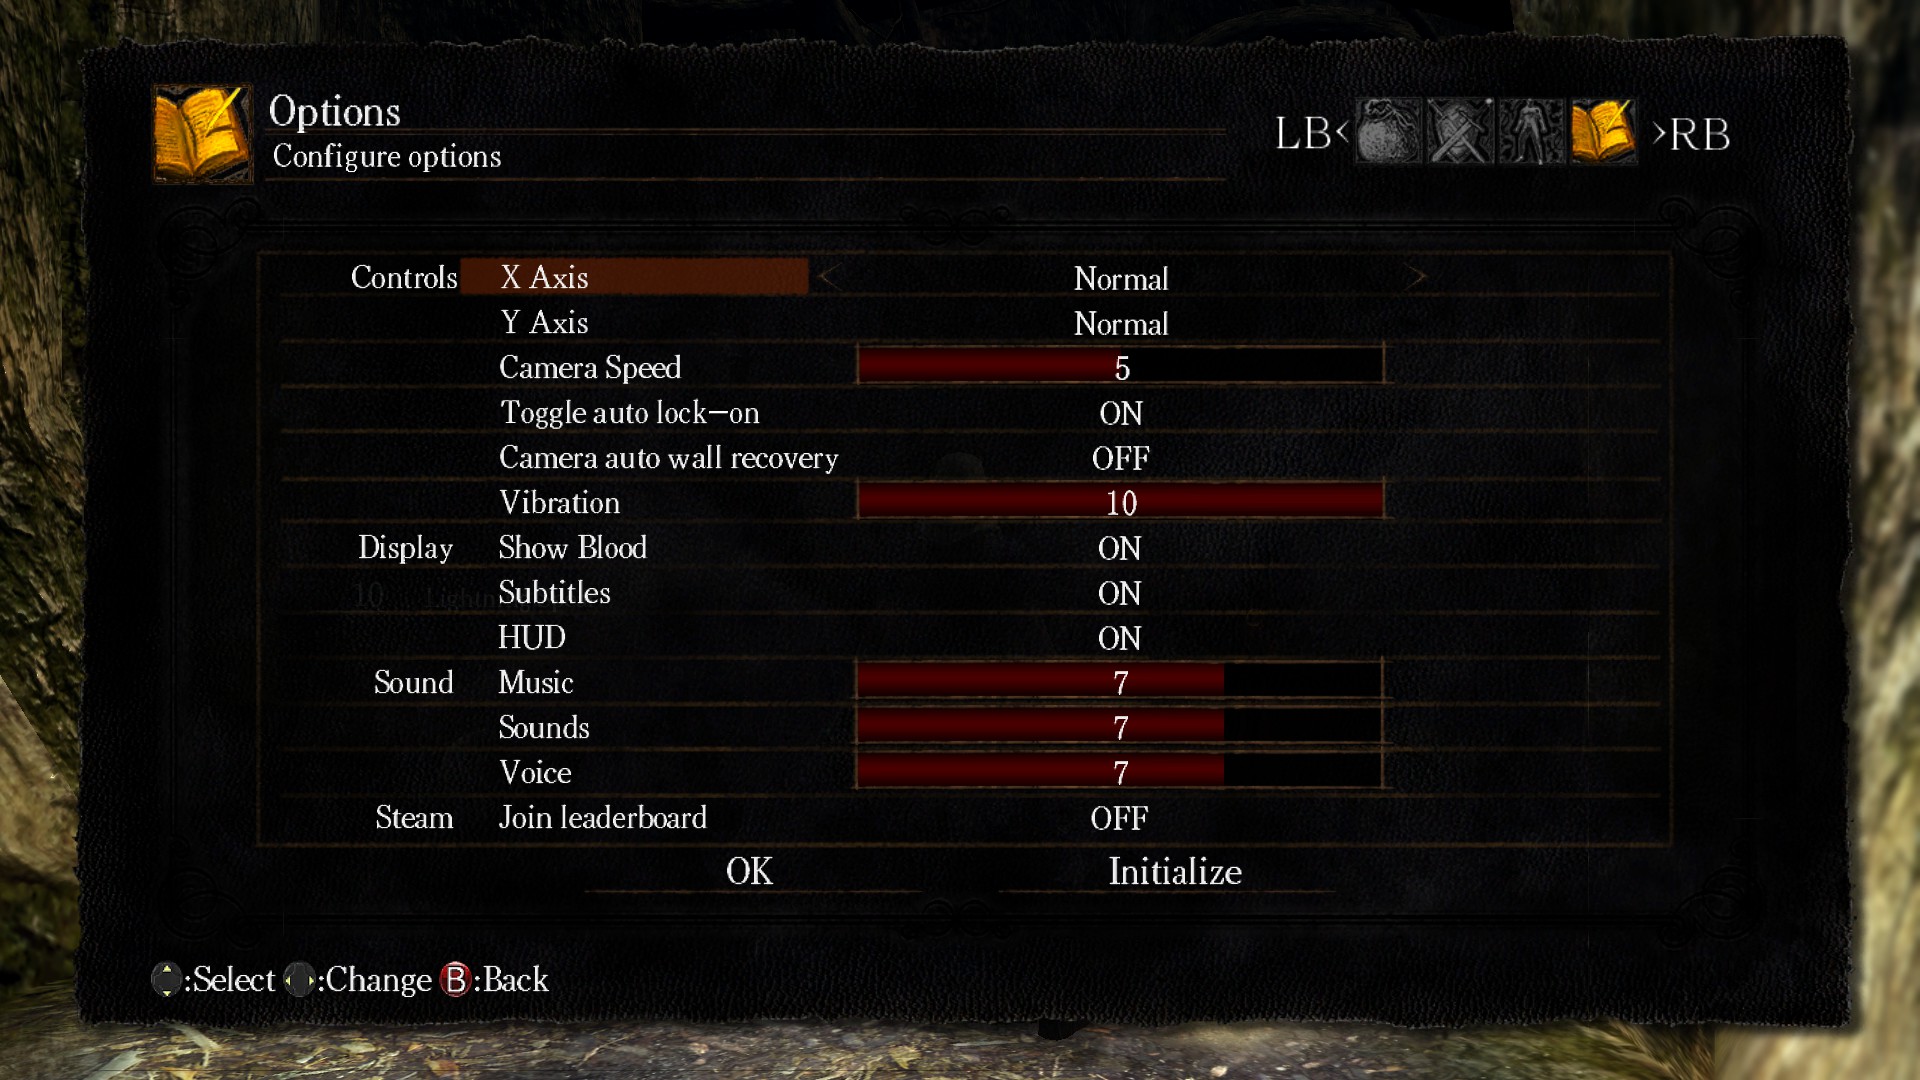 Options
Configure options
LB< >RB
Controls X Axis < Normal >
Y Axis Normal
Camera Speed 5
Toggle auto lock-on ON
Camera auto wall recovery OFF
Vibration 10
Display Show Blood ON
Subtitles ON
HUD ON
Sound Music 7
Sounds 7
Voice 7
Steam Join leaderboard OFF
OK Initialize
:Select :Change B:Back